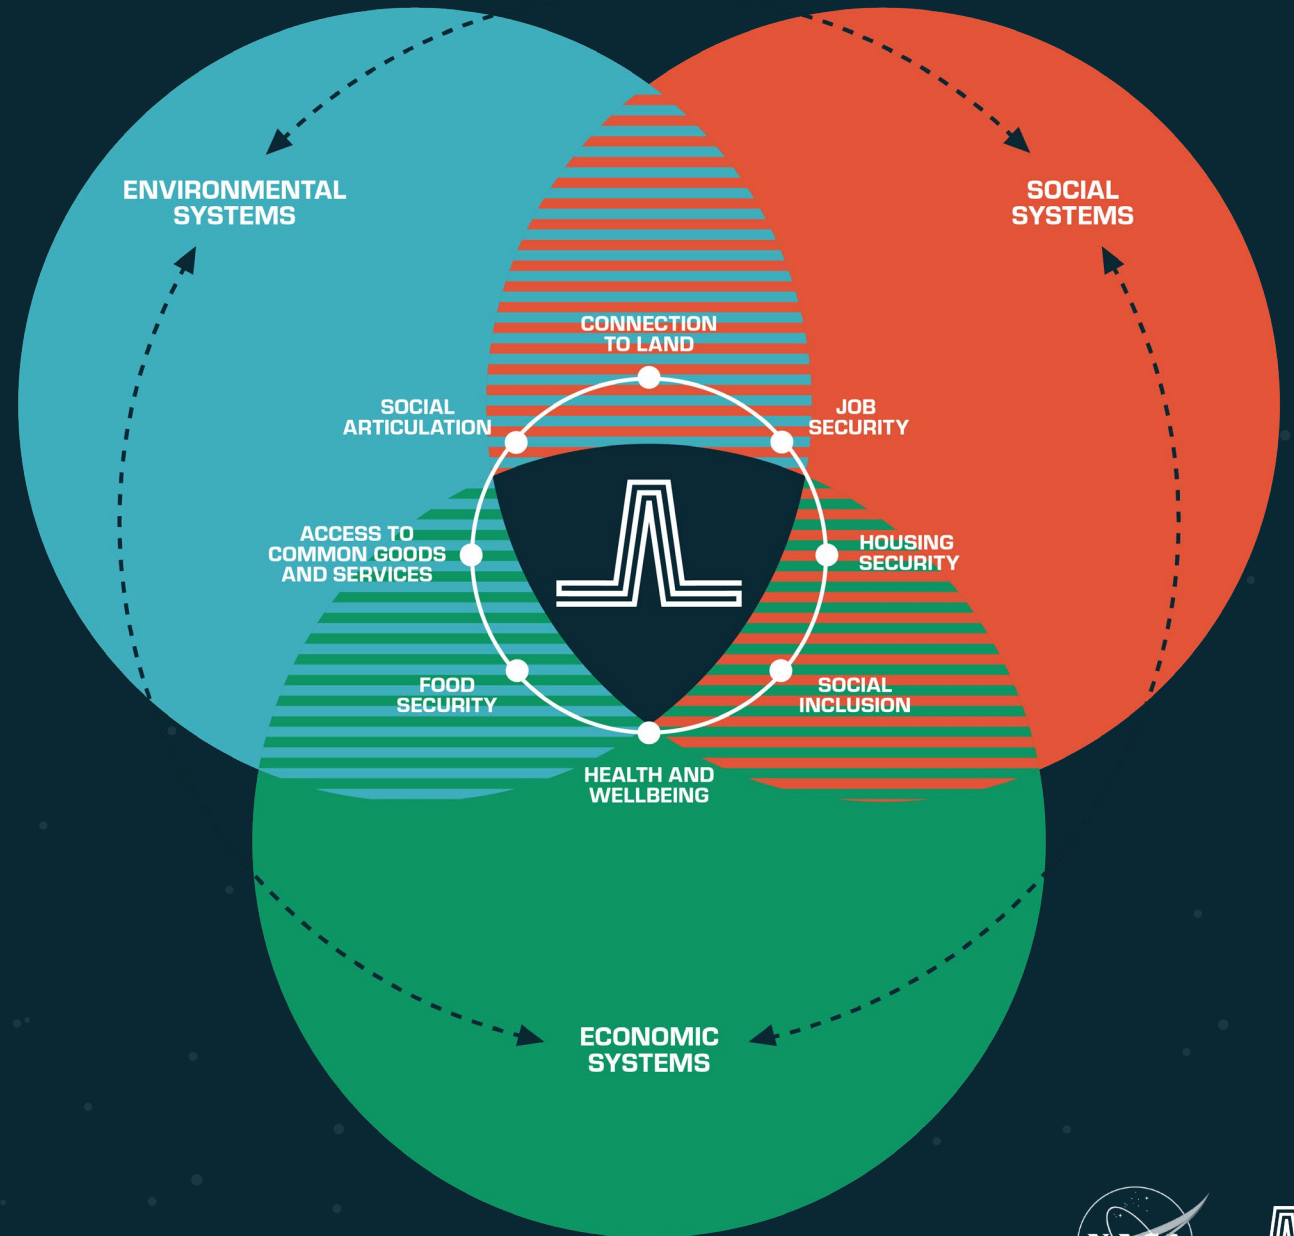 ENVIRONMENTAL
SYSTEMS
SOCIAL
SYSTEMS
CONNECTION
TO LAND
SOCIAL
ARTICULATION
JOB
SECURITY
ACCESS TO
COMMON GOODS
AND SERVICES
HOUSING
SECURITY
FOOD
SECURITY
SOCIAL
INCLUSION
HEALTH AND
WELLBEING
ECONOMIC
SYSTEMS